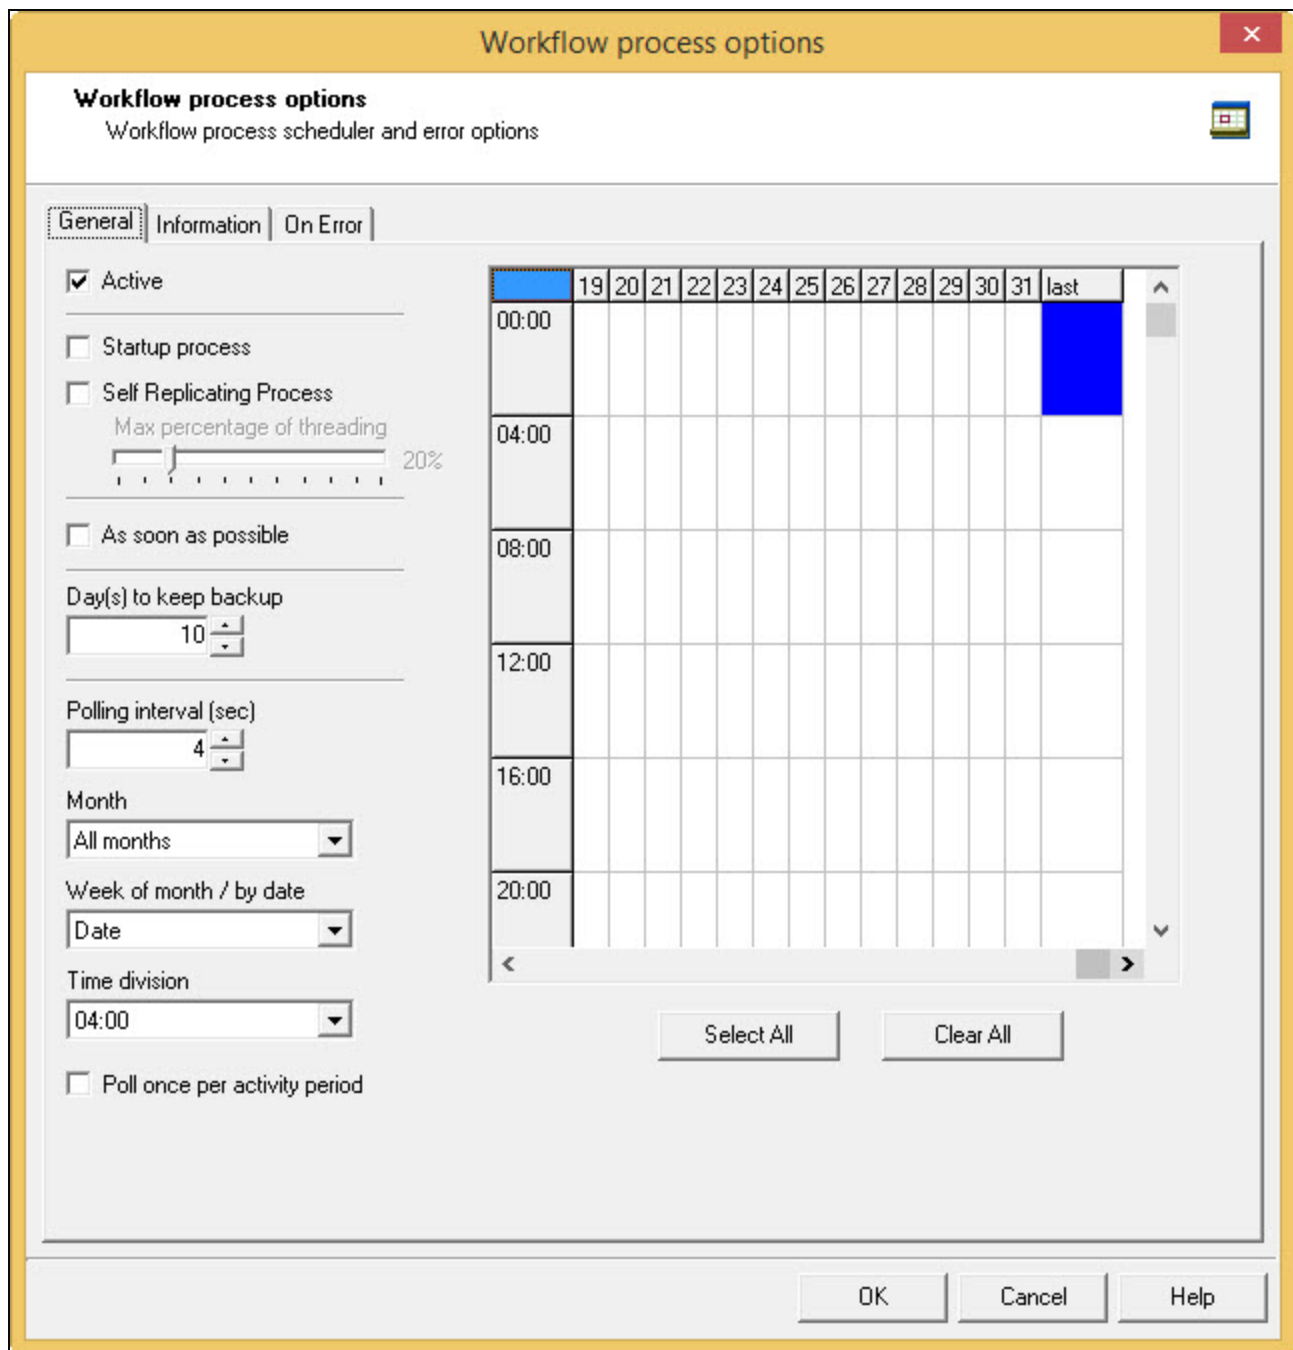 Workflow process options
Workflow process options
Workflow process scheduler and error options
General Information On Error
Active
Startup process
Self Replicating Process
Max percentage of threading
20%
As soon as possible
Day(s) to keep backup
10
Polling interval (sec)
4
Month
All months
Week of month / by date
Date
Time division
04:00
Poll once per activity period
19 20 21 22 23 24 25 26 27 28 29 30 31 last
00:00
04:00
08:00
12:00
16:00
20:00
Select All Clear All
OK Cancel Help